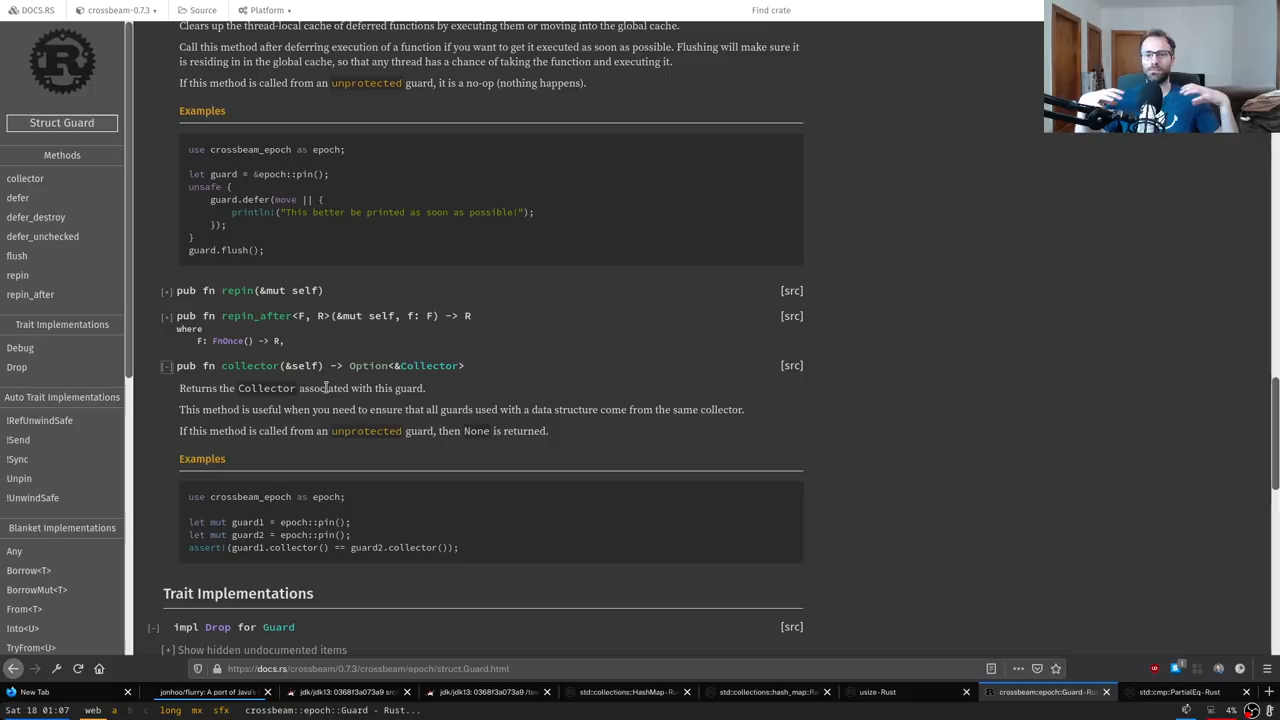 DOCS.RS
crossbeam-0.7.3
Source
Platform
Find crate
Clears up the thread-local cache of deferred functions by executing them or moving into the global cache.
Call this method after deferring execution of a function if you want to get it executed as soon as possible. Flushing will make sure it
is residing in in the global cache, so that any thread has a chance of taking the function and executing it.
If this method is called from an unprotected guard, it is a no-op (nothing happens).
Struct Guard
Methods
collector
defer
defer_destroy
defer_unchecked
flush
repin
repin_after
Trait Implementations
Debug
Drop
Auto Trait Implementations
!RefUnwindSafe
!Send
!Sync
Unpin
!UnwindSafe
Blanket Implementations
Any
Borrow<T>
BorrowMut<T>
From<T>
Into<U>
TryFrom<U>
Examples
use crossbeam_epoch as epoch;
let guard = &epoch::pin();
unsafe {
guard.defer(move || {
println!("This better be printed as soon as possible!");
});
}
guard.flush();
[+] pub fn repin(&mut self) [src]
[+] pub fn repin_after<F, R>(&mut self, f: F) -> R [src]
where
F: FnOnce() -> R,
[-] pub fn collector(&self) -> Option<&Collector> [src]
Returns the Collector associated with this guard.
This method is useful when you need to ensure that all guards used with a data structure come from the same collector.
If this method is called from an unprotected guard, then None is returned.
Examples
use crossbeam_epoch as epoch;
let mut guard1 = epoch::pin();
let mut guard2 = epoch::pin();
assert!(guard1.collector() == guard2.collector());
Trait Implementations
[-] impl Drop for Guard [src]
[+] Show hidden undocumented items
https://docs.rs/crossbeam/0.7.3/crossbeam/epoch/struct.Guard.html
New Tab
jonhoo/flurry: A port of Java's
jdk/jdk13: 0368f3a073a9 src/
jdk/jdk13: 0368f3a073a9 /te
std::collections::HashMap - Ru
std::collections::hash_map::Ra
usize - Rust
crossbeam::epoch::Guard - Ru
std::cmp::PartialEq - Rust
Sat 18 01:07 web a b c long mx sfx crossbeam::epoch::Guard - Rust...
4%